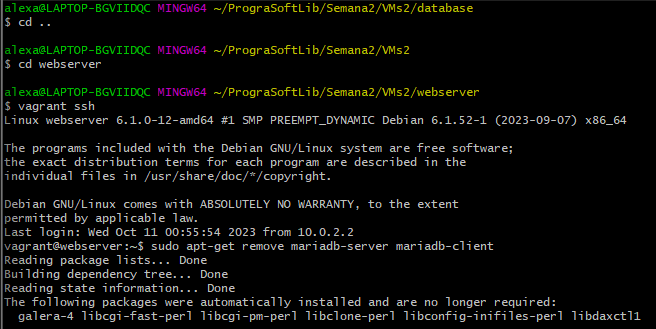 alexa@LAPTOP-BGVIIDQC MINGW64 ~/PrograSoftLib/Semana2/VMs2/database
$ cd ..
alexa@LAPTOP-BGVIIDQC MINGW64 ~/PrograSoftLib/Semana2/VMs2
$ cd webserver
alexa@LAPTOP-BGVIIDQC MINGW64 ~/PrograSoftLib/Semana2/VMs2/webserver
$ vagrant ssh
Linux webserver 6.1.0-12-amd64 #1 SMP PREEMPT_DYNAMIC Debian 6.1.52-1 (2023-09-07) x86_64
The programs included with the Debian GNU/Linux system are free software;
the exact distribution terms for each program are described in the
individual files in /usr/share/doc/*/copyright.
Debian GNU/Linux comes with ABSOLUTELY NO WARRANTY, to the extent
permitted by applicable law.
Last login: Wed Oct 11 00:55:54 2023 from 10.0.2.2
vagrant@webserver:~$ sudo apt-get remove mariadb-server mariadb-client
Reading package lists... Done
Building dependency tree... Done
Reading state information... Done
The following packages were automatically installed and are no longer required:
  galera-4 libcgi-fast-perl libcgi-pm-perl libclone-perl libconfig-inifiles-perl libdaxctl1